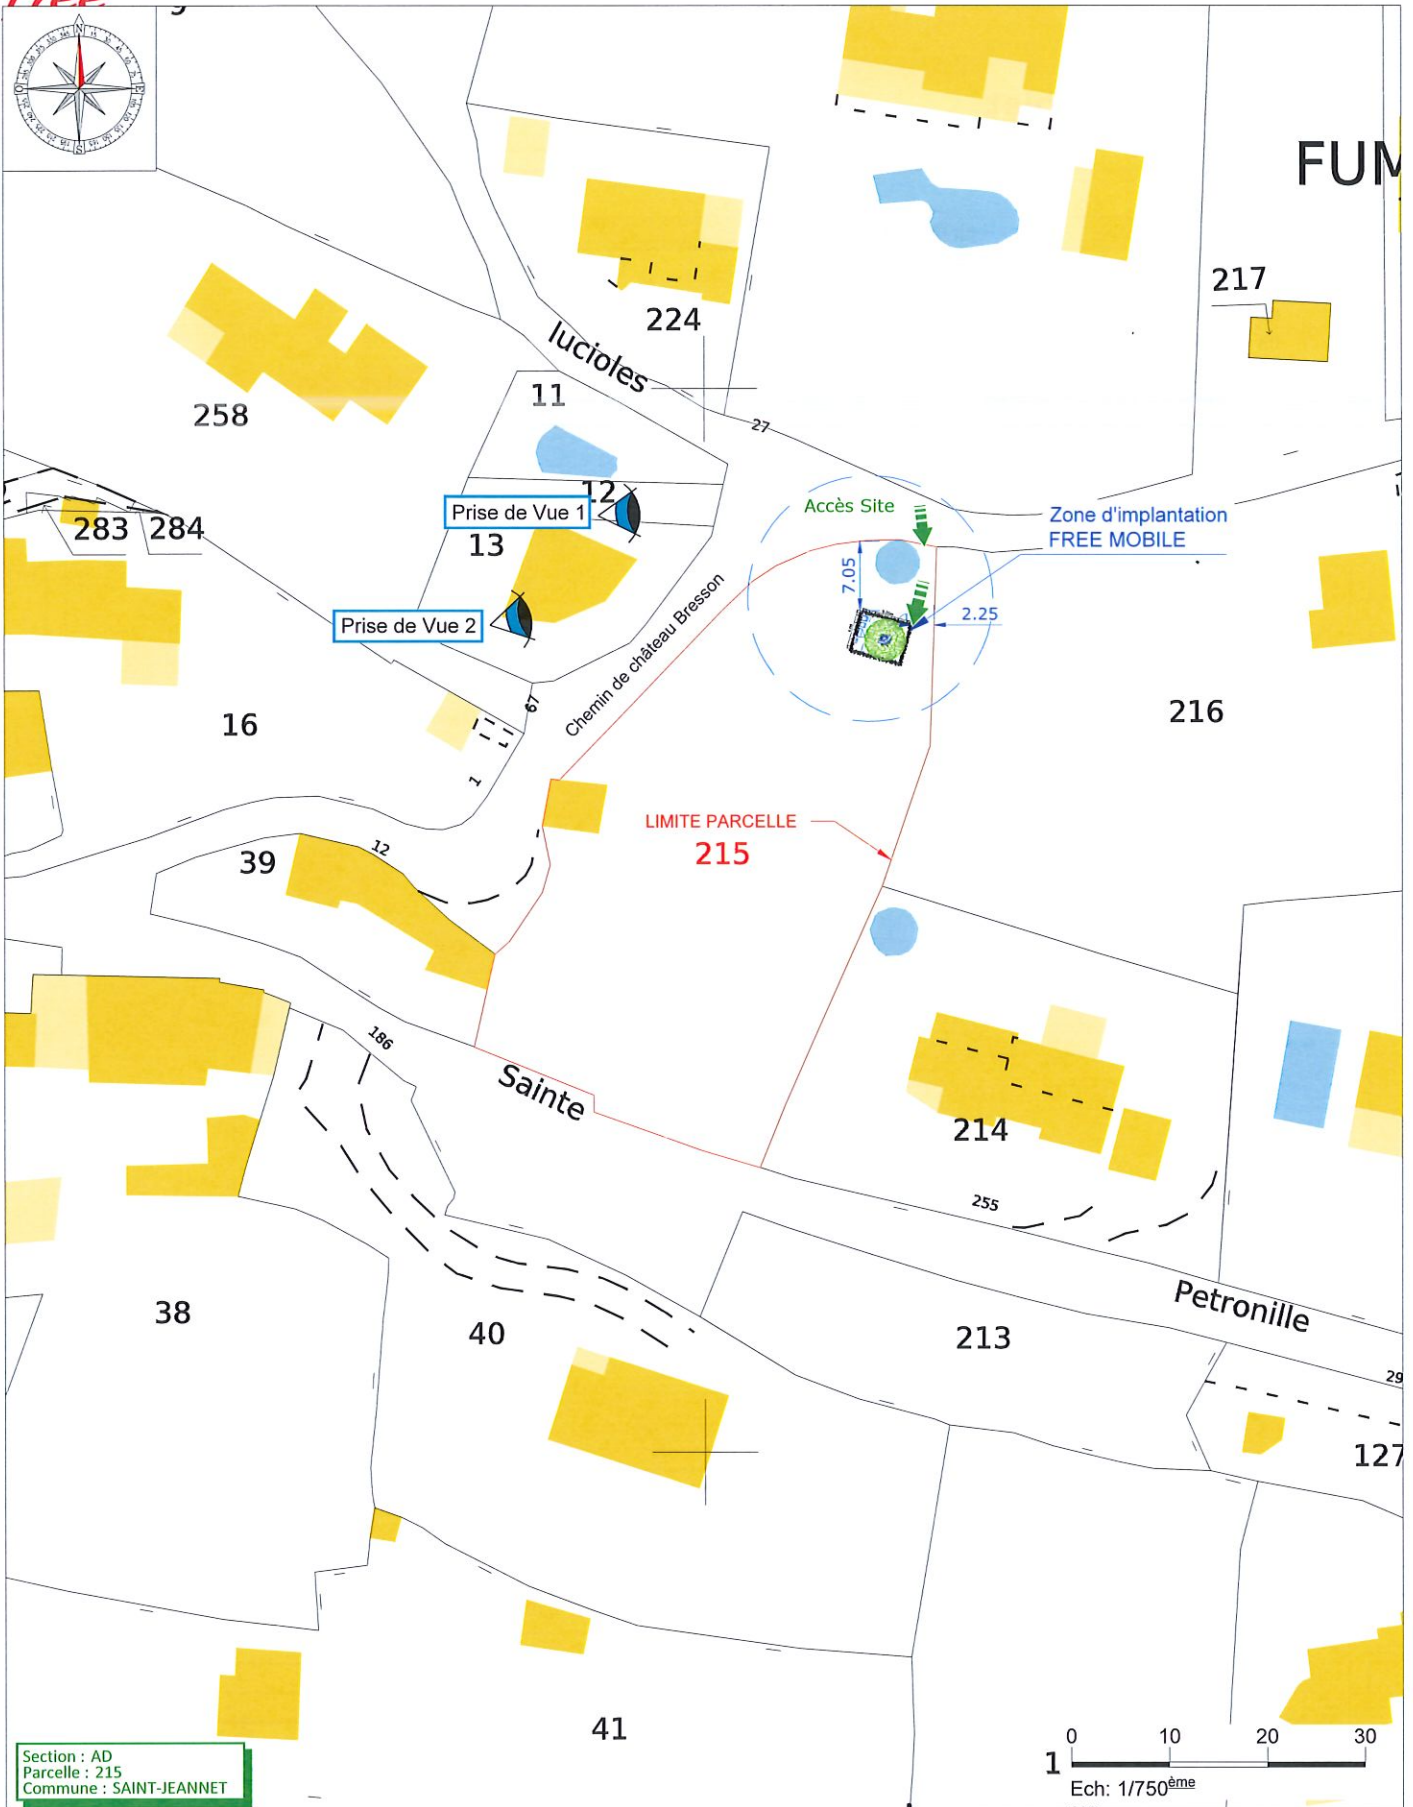 N
E
S
O
FUM
217
224
lucioles
11
258
27
12
Prise de Vue 1
Accès Site
Zone d'implantation
FREE MOBILE
283
284
13
7.05
2.25
Prise de Vue 2
Chemin de château Bresson
67
16
216
1
LIMITE PARCELLE
215
12
39
186
Sainte
214
255
Petronille
38
40
213
29
127
41
Section : AD
Parcelle : 215
Commune : SAINT-JEANNET
0 10 20 30
1
Ech: 1/750ème